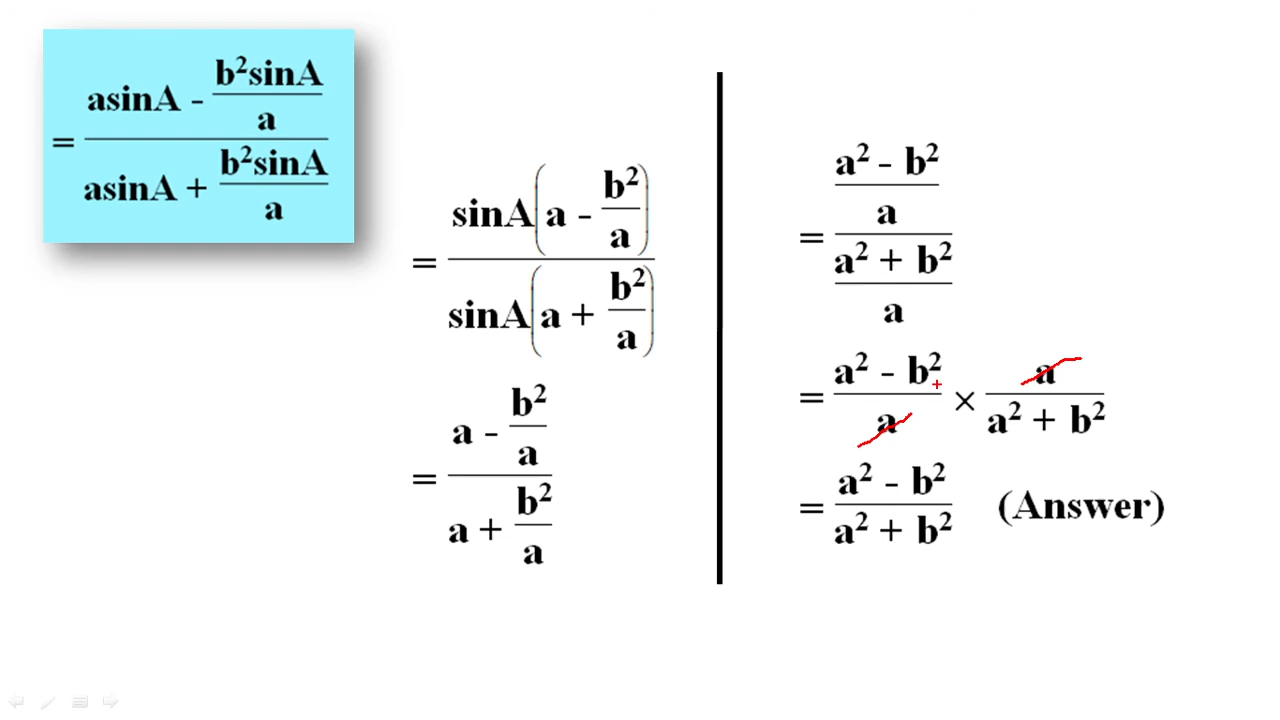 = (asinA - b²sinA/a) / (asinA + b²sinA/a)
= sinA(a - b²/a) / sinA(a + b²/a)
= (a - b²/a) / (a + b²/a)
= ((a² - b²)/a) / ((a² + b²)/a)
= (a² - b²)/a × a/(a² + b²)
= (a² - b²)/(a² + b²) (Answer)